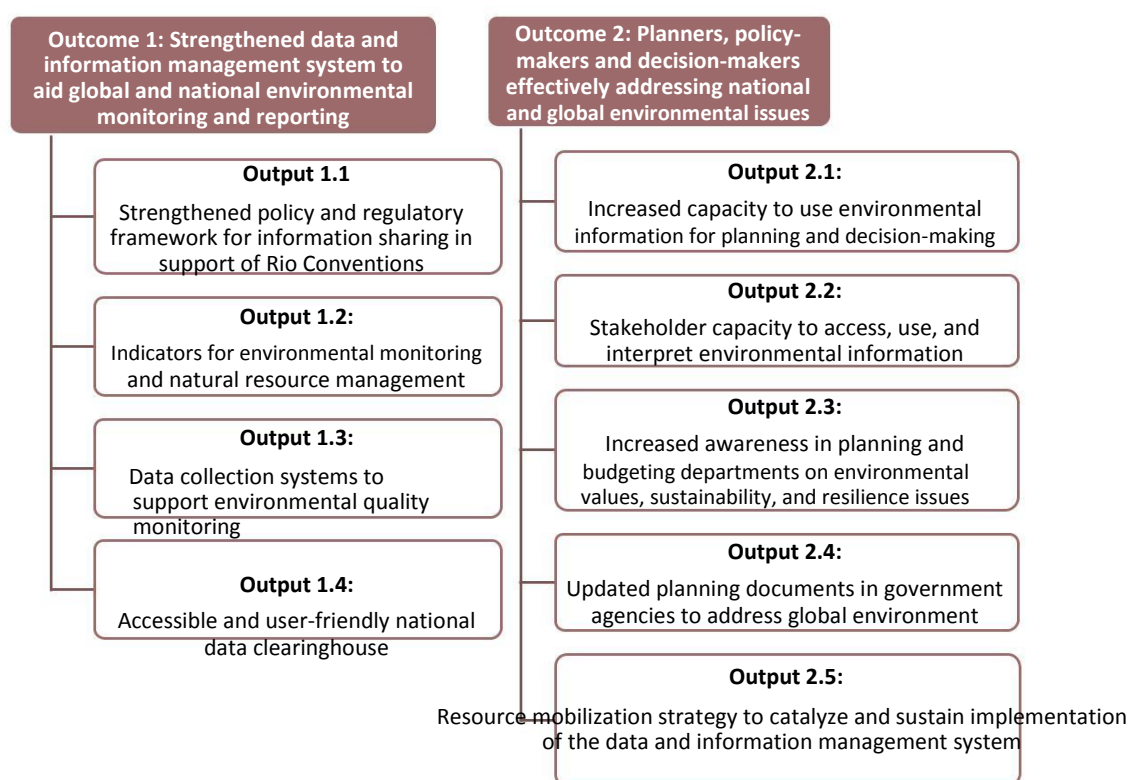 Outcome 1: Strengthened data and
information management system to
aid global and national environmental
monitoring and reporting
Output 1.1
Strengthened policy and regulatory
framework for information sharing in
support of Rio Conventions
Output 1.2:
Indicators for environmental monitoring
and natural resource management
Output 1.3:
Data collection systems to
support environmental quality
monitoring
Output 1.4:
Accessible and user-friendly national
data clearinghouse
Outcome 2: Planners, policy-
makers and decision-makers
effectively addressing national
and global environmental issues
Output 2.1:
Increased capacity to use environmental
information for planning and decision-making
Output 2.2:
Stakeholder capacity to access, use, and
interpret environmental information
Output 2.3:
Increased awareness in planning and
budgeting departments on environmental
values, sustainability, and resilience issues
Output 2.4:
Updated planning documents in government
agencies to address global environment
Output 2.5:
Resource mobilization strategy to catalyze and sustain implementation
of the data and information management system